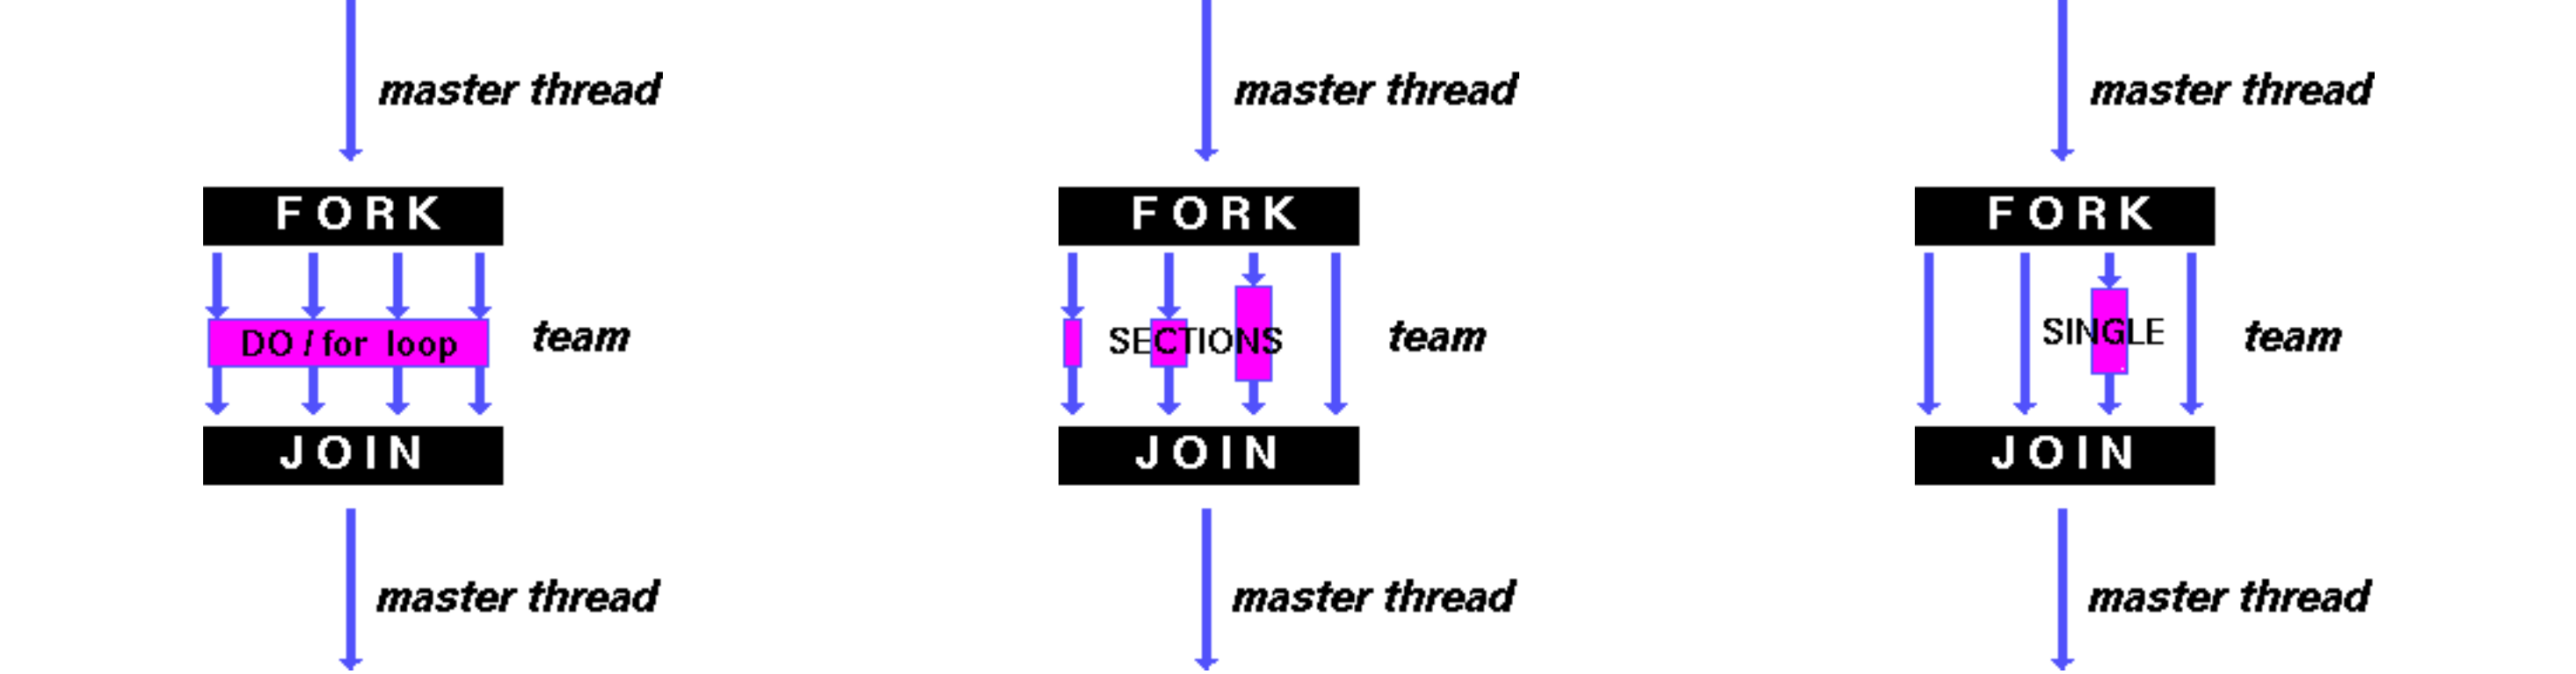 master thread
FORK
DO / for loop
team
JOIN
master thread
master thread
FORK
SECTIONS
team
JOIN
master thread
master thread
FORK
SINGLE
team
JOIN
master thread